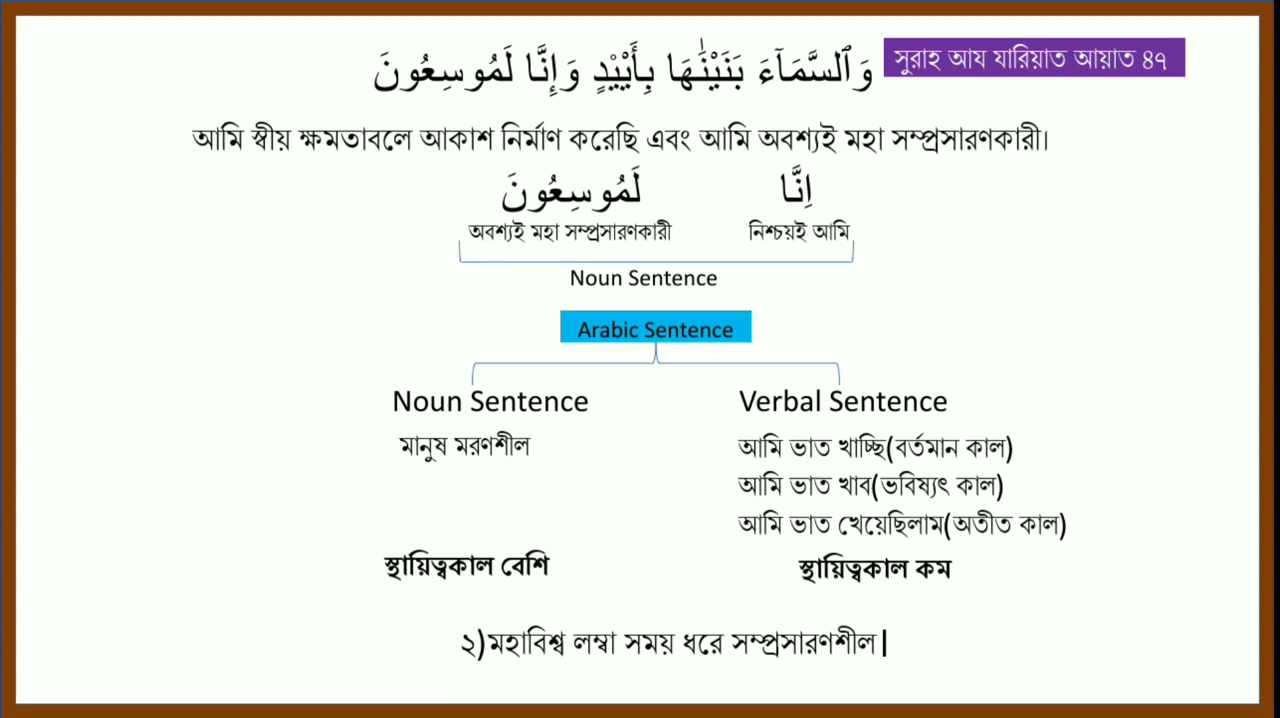 সুরাহ আয যারিয়াত আয়াত ৪৭
وَٱلسَّمَآءَ بَنَيْنَٰهَا بِأَيْي۟دٍ وَإِنَّا لَمُوسِعُونَ
আমি স্বীয় ক্ষমতাবলে আকাশ নির্মাণ করেছি এবং আমি অবশ্যই মহা সম্প্রসারণকারী।
اِنَّا لَمُوسِعُونَ
অবশ্যই মহা সম্প্রসারণকারী নিশ্চয়ই আমি
Noun Sentence
Arabic Sentence
Noun Sentence Verbal Sentence
মানুষ মরণশীল আমি ভাত খাচ্ছি(বর্তমান কাল)
আমি ভাত খাব(ভবিষ্যৎ কাল)
আমি ভাত খেয়েছিলাম(অতীত কাল)
স্থায়িত্বকাল বেশি স্থায়িত্বকাল কম
২)মহাবিশ্ব লম্বা সময় ধরে সম্প্রসারণশীল|